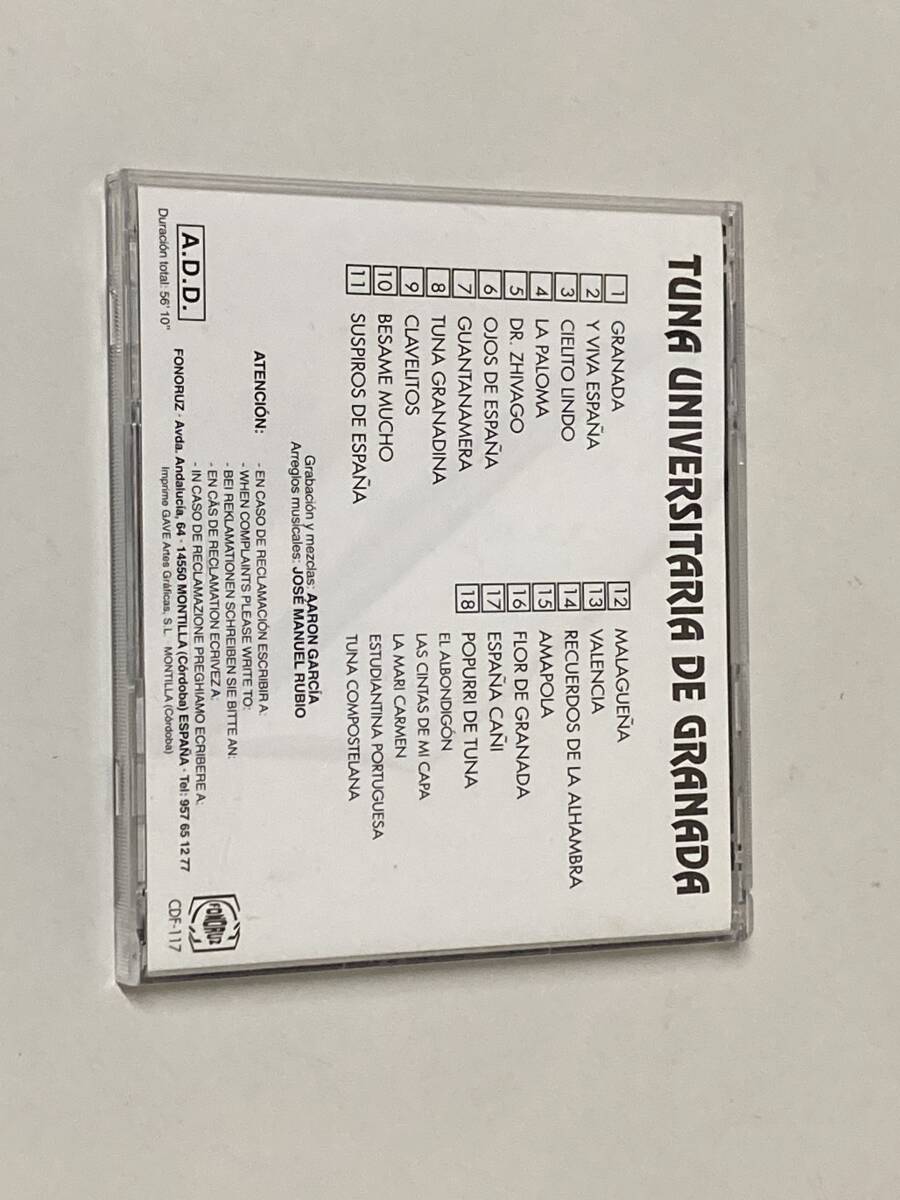 TUNA UNIVERSITARIA DE GRANADA
1 GRANADA
2 Y VIVA ESPAÑA
3 CIELITO LINDO
4 LA PALOMA
5 DR. ZHIVAGO
6 OJOS DE ESPAÑA
7 GUANTANAMERA
8 TUNA GRANADINA
9 CLAVELITOS
10 BESAME MUCHO
11 SUSPIROS DE ESPAÑA
12 MALAGUEÑA
13 VALENCIA
14 RECUERDOS DE LA ALHAMBRA
15 AMAPOLA
16 FLOR DE GRANADA
17 ESPAÑA CAÑI
18 POPURRI DE TUNA
EL ALBONDIGÓN
LAS CINTAS DE MI CAPA
LA MARI CARMEN
ESTUDIANTINA PORTUGUESA
TUNA COMPOSTELANA
Grabación y mezclas: AARON GARCÍA
Arreglos musicales: JOSÉ MANUEL RUBIO
ATENCIÓN:
- EN CASO DE RECLAMACIÓN ESCRIBIR A:
- WHEN COMPLAINTS PLEASE WRITE TO:
- BEI REKLAMATIONEN SCHREIBEN SIE BITTE AN:
- EN CÀS DE RECLAMATION ECRIVEZ A:
- IN CASO DE RECLAMAZIONE PREGHIAMO ECRIBERE A:
A.D.D.
Duración total: 56'10"
FONORUZ · Avda. Andalucía, 64 · 14550 MONTILLA (Córdoba) ESPAÑA · Tel: 957 65 12 77
Imprime GAVE Artes Gráficas, S.L. MONTILLA (Córdoba)
FONORUZ
CDF-117